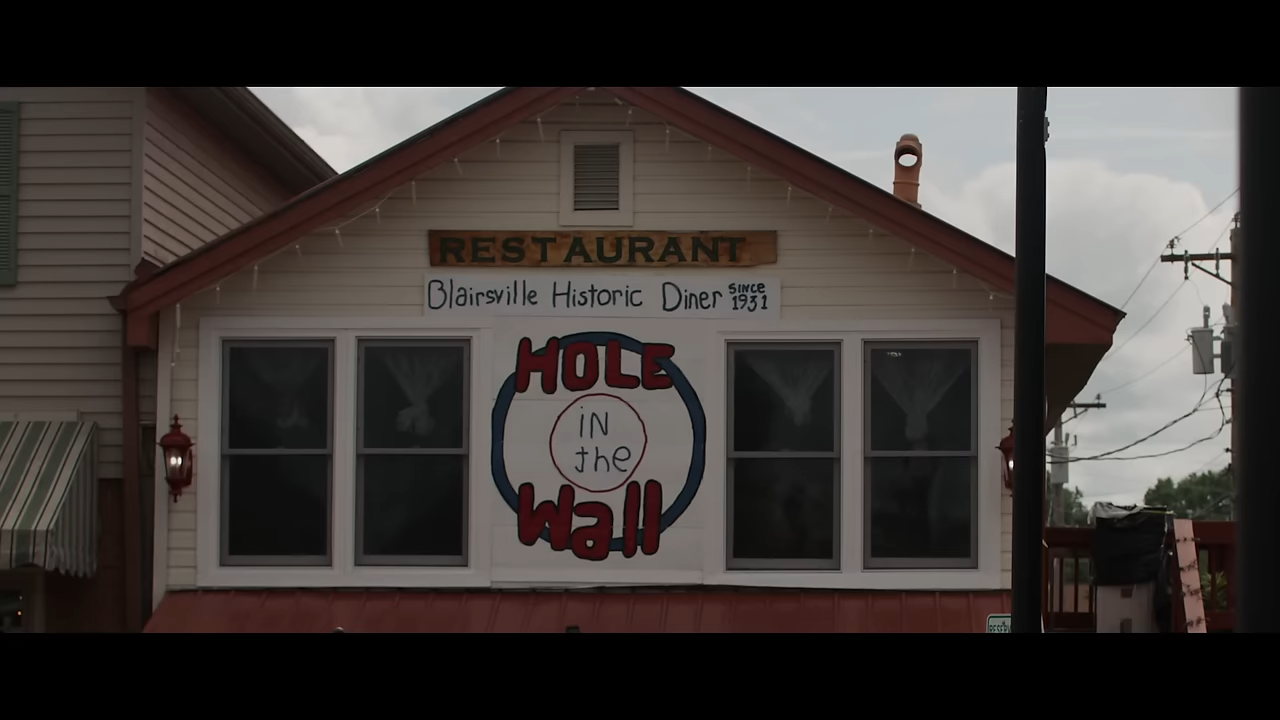 RESTAURANT
Blairsville Historic Diner SINCE 1931
HOLE
iN
the
Wall